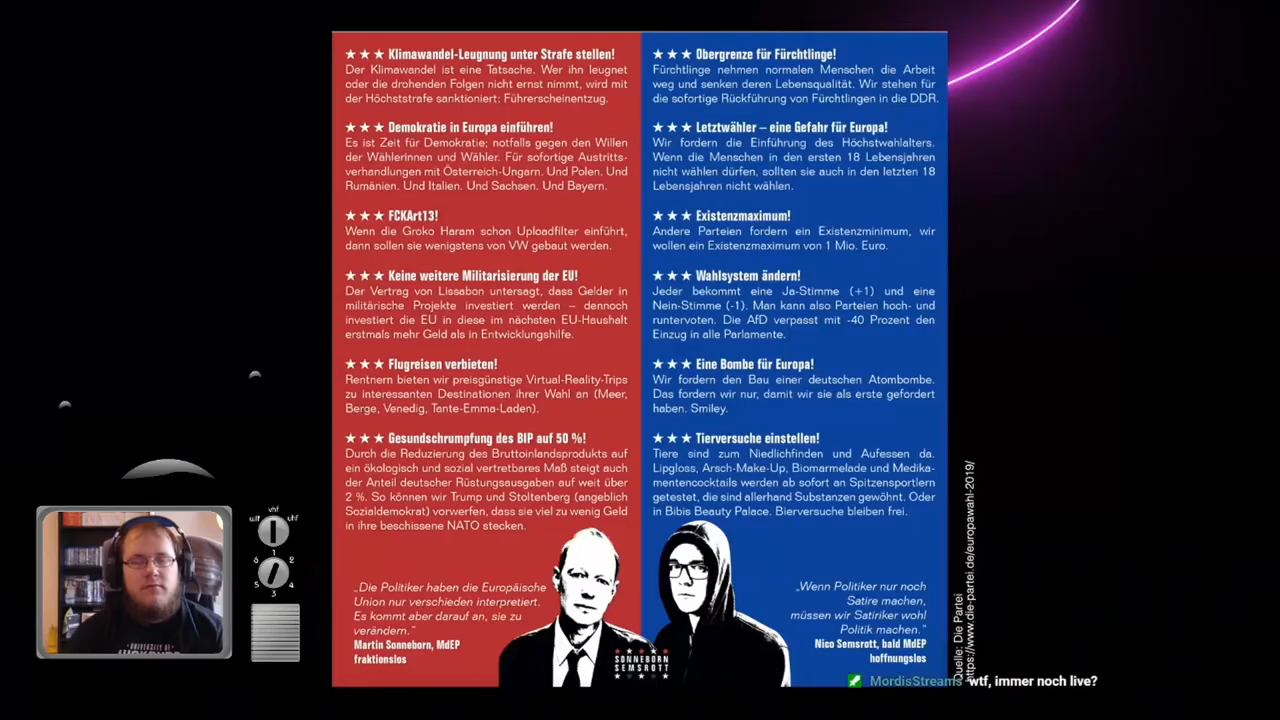 ★ ★ ★ Klimawandel-Leugnung unter Strafe stellen!
Der Klimawandel ist eine Tatsache. Wer ihn leugnet
oder die drohenden Folgen nicht ernst nimmt, wird mit
der Höchststrafe sanktioniert: Führerscheinentzug.
★ ★ ★ Demokratie in Europa einführen!
Es ist Zeit für Demokratie; notfalls gegen den Willen
der Wählerinnen und Wähler. Für sofortige Austritts-
verhandlungen mit Österreich-Ungarn. Und Polen. Und
Rumänien. Und Italien. Und Sachsen. Und Bayern.
★ ★ ★ FCKArt13!
Wenn die Groko Haram schon Uploadfilter einführt,
dann sollen sie wenigstens von VW gebaut werden.
★ ★ ★ Keine weitere Militarisierung der EU!
Der Vertrag von Lissabon untersagt, dass Gelder in
militärische Projekte investiert werden – dennoch
investiert die EU in diese im nächsten EU-Haushalt
erstmals mehr Geld als in Entwicklungshilfe.
★ ★ ★ Flugreisen verbieten!
Rentnern bieten wir preisgünstige Virtual-Reality-Trips
zu interessanten Destinationen ihrer Wahl an (Meer,
Berge, Venedig, Tante-Emma-Laden).
★ ★ ★ Gesundschrumpfung des BIP auf 50 %!
Durch die Reduzierung des Bruttoinlandsprodukts auf
ein ökologisch und sozial vertretbares Maß steigt auch
der Anteil deutscher Rüstungsausgaben auf weit über
2 %. So können wir Trump und Stoltenberg (angeblich
Sozialdemokrat) vorwerfen, dass sie viel zu wenig Geld
in ihre beschissene NATO stecken.
„Die Politiker haben die Europäische
Union nur verschieden interpretiert.
Es kommt aber darauf an, sie zu
verändern.“
Martin Sonneborn, MdEP
fraktionslos
★ ★ ★ Obergrenze für Fürchtlinge!
Fürchtlinge nehmen normalen Menschen die Arbeit
weg und senken deren Lebensqualität. Wir stehen für
die sofortige Rückführung von Fürchtlingen in die DDR.
★ ★ ★ Letztwähler – eine Gefahr für Europa!
Wir fordern die Einführung des Höchstwahlalters.
Wenn die Menschen in den ersten 18 Lebensjahren
nicht wählen dürfen, sollten sie auch in den letzten 18
Lebensjahren nicht wählen.
★ ★ ★ Existenzmaximum!
Andere Parteien fordern ein Existenzminimum, wir
wollen ein Existenzmaximum von 1 Mio. Euro.
★ ★ ★ Wahlsystem ändern!
Jeder bekommt eine Ja-Stimme (+1) und eine
Nein-Stimme (-1). Man kann also Parteien hoch- und
runtervoten. Die AfD verpasst mit -40 Prozent den
Einzug in alle Parlamente.
★ ★ ★ Eine Bombe für Europa!
Wir fordern den Bau einer deutschen Atombombe.
Das fordern wir nur, damit wir sie als erste gefordert
haben. Smiley.
★ ★ ★ Tierversuche einstellen!
Tiere sind zum Niedlichfinden und Aufessen da.
Lipgloss, Arsch-Make-Up, Biomarmelade und Medika-
mentencocktails werden ab sofort an Spitzensportlern
getestet, die sind allerhand Substanzen gewöhnt. Oder
in Bibis Beauty Palace. Bierversuche bleiben frei.
„Wenn Politiker nur noch
Satire machen,
müssen wir Satiriker wohl
Politik machen.“
Nico Semsrott, bald MdEP
hoffnungslos
SONNEBORN
SEMSROTT
Quelle: Die Partei
https://www.die-partei.de/europawahl-2019/
vhf
uhf
1
6
2
5
4
3
UNIVERSITY OF
MordisStreams wtf, immer noch live?